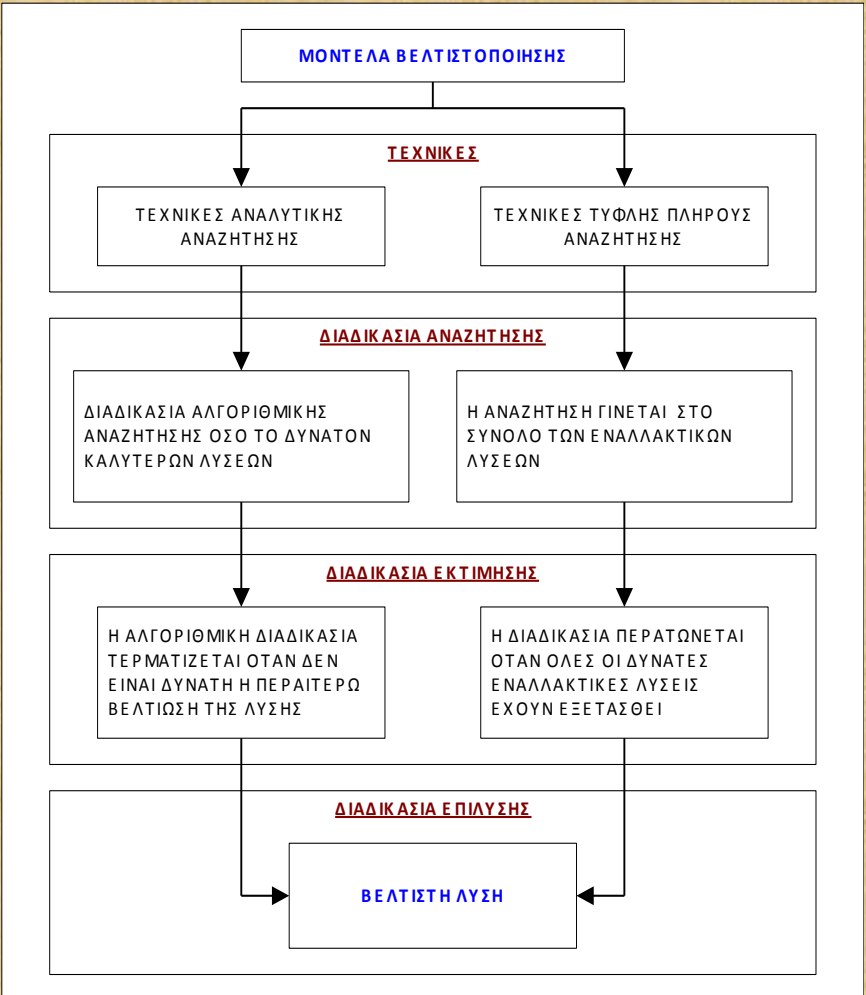 ΜΟΝΤΕΛΑ ΒΕΛΤΙΣΤΟΠΟΙΗΣΗΣ
ΤΕΧΝΙΚΕΣ
ΤΕΧΝΙΚΕΣ ΑΝΑΛΥΤΙΚΗΣ
ΑΝΑΖΗΤΗΣΗΣ
ΤΕΧΝΙΚΕΣ ΤΥΦΛΗΣ ΠΛΗΡΟΥΣ
ΑΝΑΖΗΤΗΣΗΣ
ΔΙΑΔΙΚΑΣΙΑ ΑΝΑΖΗΤΗΣΗΣ
ΔΙΑΔΙΚΑΣΙΑ ΑΛΓΟΡΙΘΜΙΚΗΣ
ΑΝΑΖΗΤΗΣΗΣ ΟΣΟ ΤΟ ΔΥΝΑΤΟΝ
ΚΑΛΥΤΕΡΩΝ ΛΥΣΕΩΝ
Η ΑΝΑΖΗΤΗΣΗ ΓΙΝΕΤΑΙ ΣΤΟ
ΣΥΝΟΛΟ ΤΩΝ ΕΝΑΛΛΑΚΤΙΚΩΝ
ΛΥΣΕΩΝ
ΔΙΑΔΙΚΑΣΙΑ ΕΚΤΙΜΗΣΗΣ
Η ΑΛΓΟΡΙΘΜΙΚΗ ΔΙΑΔΙΚΑΣΙΑ
ΤΕΡΜΑΤΙΖΕΤΑΙ ΟΤΑΝ ΔΕΝ
ΕΙΝΑΙ ΔΥΝΑΤΗ Η ΠΕΡΑΙΤΕΡΩ
ΒΕΛΤΙΩΣΗ ΤΗΣ ΛΥΣΗΣ
Η ΔΙΑΔΙΚΑΣΙΑ ΠΕΡΑΤΩΝΕΤΑΙ
ΟΤΑΝ ΟΛΕΣ ΟΙ ΔΥΝΑΤΕΣ
ΕΝΑΛΛΑΚΤΙΚΕΣ ΛΥΣΕΙΣ
ΕΧΟΥΝ ΕΞΕΤΑΣΘΕΙ
ΔΙΑΔΙΚΑΣΙΑ ΕΠΙΛΥΣΗΣ
ΒΕΛΤΙΣΤΗ ΛΥΣΗ